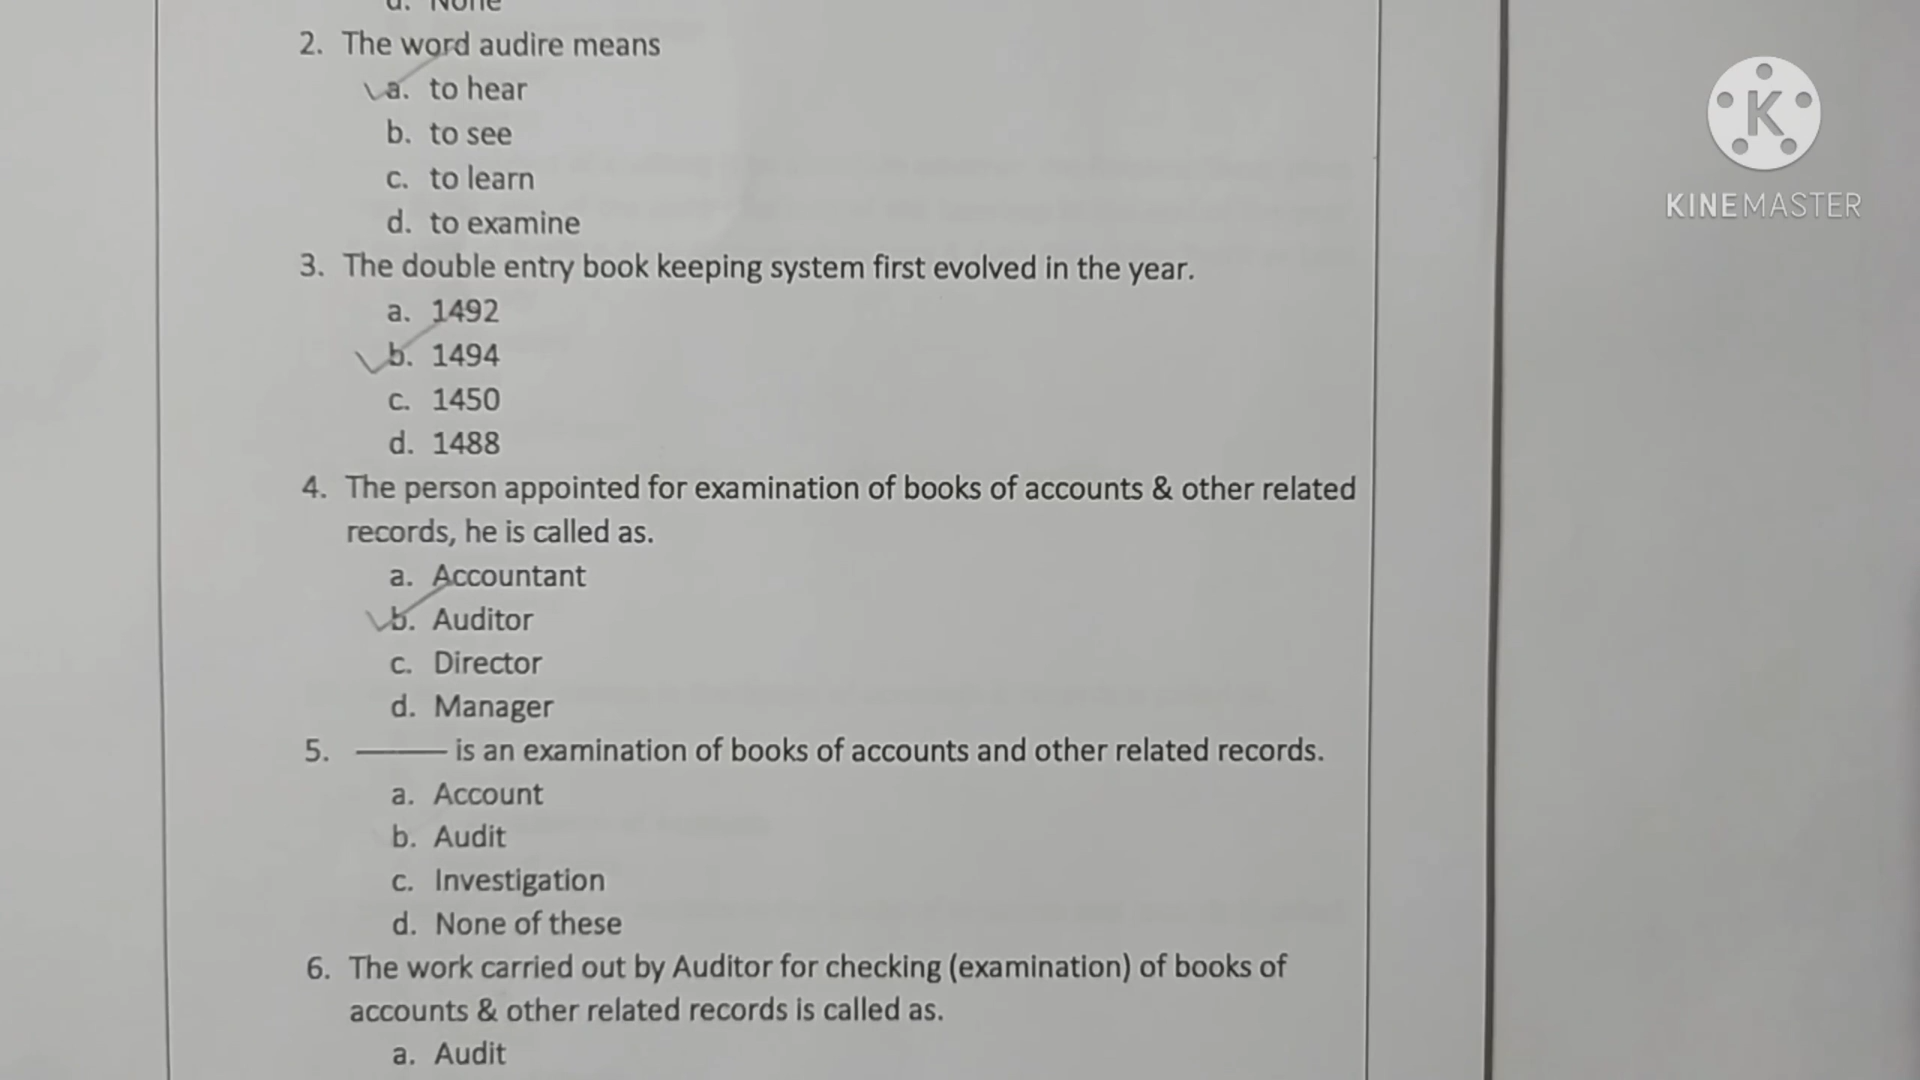 d. None
2. The word audire means
a. to hear
b. to see
c. to learn
d. to examine
3. The double entry book keeping system first evolved in the year.
a. 1492
b. 1494
c. 1450
d. 1488
4. The person appointed for examination of books of accounts & other related
records, he is called as.
a. Accountant
b. Auditor
c. Director
d. Manager
5. ______ is an examination of books of accounts and other related records.
a. Account
b. Audit
c. Investigation
d. None of these
6. The work carried out by Auditor for checking (examination) of books of
accounts & other related records is called as.
a. Audit
K
KINEMASTER